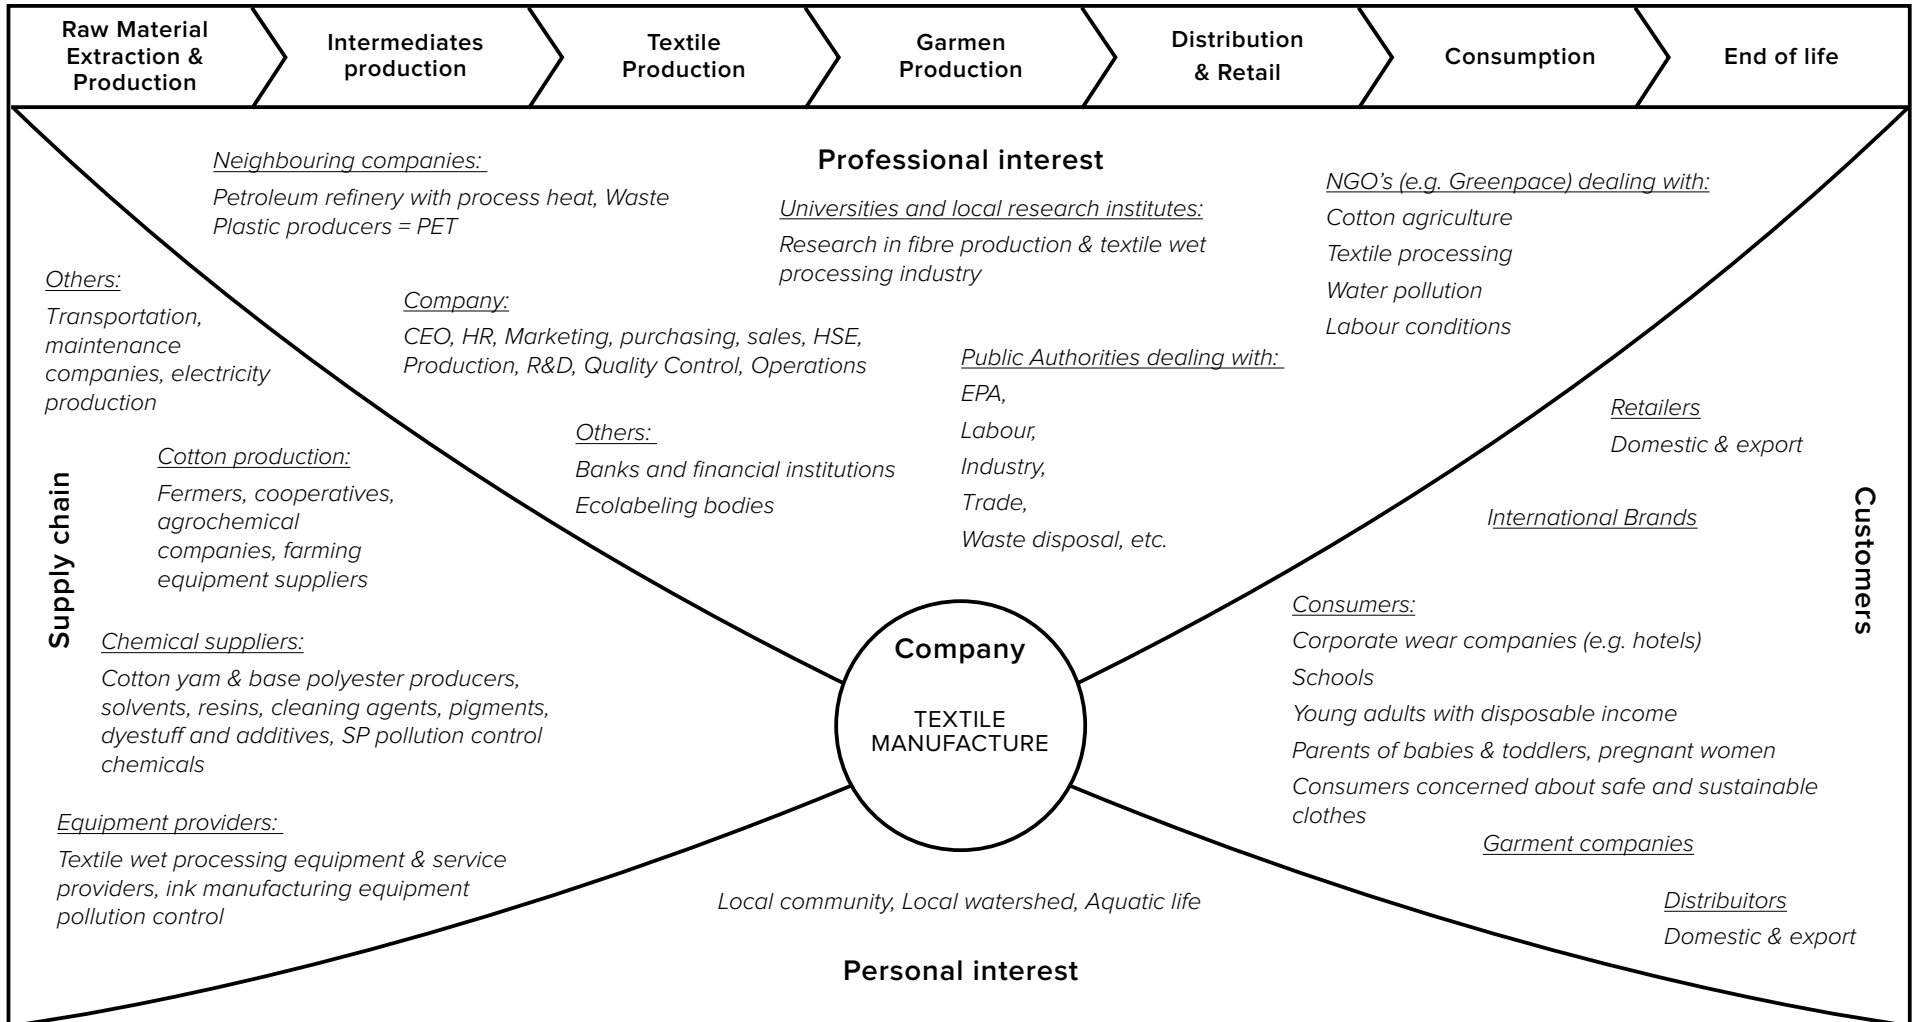 Raw Material
Extraction &
Production
Intermediates
production
Textile
Production
Garmen
Production
Distribution
& Retail
Consumption
End of life
Professional interest
Neighbouring companies:
Petroleum refinery with process heat, Waste
Plastic producers = PET
Universities and local research institutes:
Research in fibre production & textile wet
processing industry
NGO's (e.g. Greenpace) dealing with:
Cotton agriculture
Textile processing
Water pollution
Labour conditions
Company:
CEO, HR, Marketing, purchasing, sales, HSE,
Production, R&D, Quality Control, Operations
Public Authorities dealing with:
EPA,
Labour,
Industry,
Trade,
Waste disposal, etc.
Others:
Banks and financial institutions
Ecolabeling bodies
Supply chain
Others:
Transportation,
maintenance
companies, electricity
production
Cotton production:
Fermers, cooperatives,
agrochemical
companies, farming
equipment suppliers
Chemical suppliers:
Cotton yam & base polyester producers,
solvents, resins, cleaning agents, pigments,
dyestuff and additives, SP pollution control
chemicals
Equipment providers:
Textile wet processing equipment & service
providers, ink manufacturing equipment
pollution control
Company
TEXTILE
MANUFACTURE
Customers
Retailers
Domestic & export
International Brands
Consumers:
Corporate wear companies (e.g. hotels)
Schools
Young adults with disposable income
Parents of babies & toddlers, pregnant women
Consumers concerned about safe and sustainable
clothes
Garment companies
Distribuitors
Domestic & export
Local community, Local watershed, Aquatic life
Personal interest